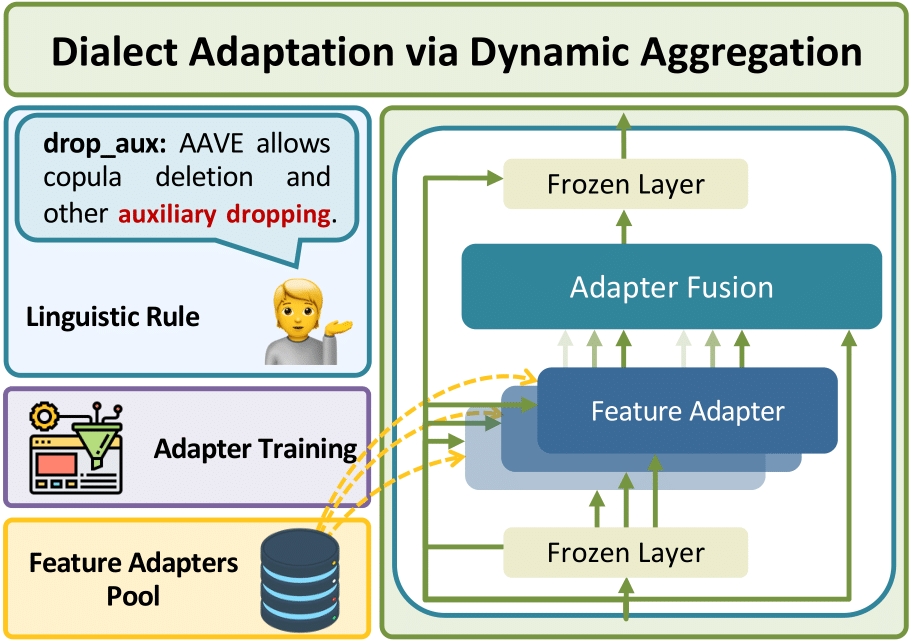 Dialect Adaptation via Dynamic Aggregation
drop_aux: AAVE allows
copula deletion and
other auxiliary dropping.
Linguistic Rule
Adapter Training
Feature Adapters
Pool
Frozen Layer
Adapter Fusion
Feature Adapter
Frozen Layer